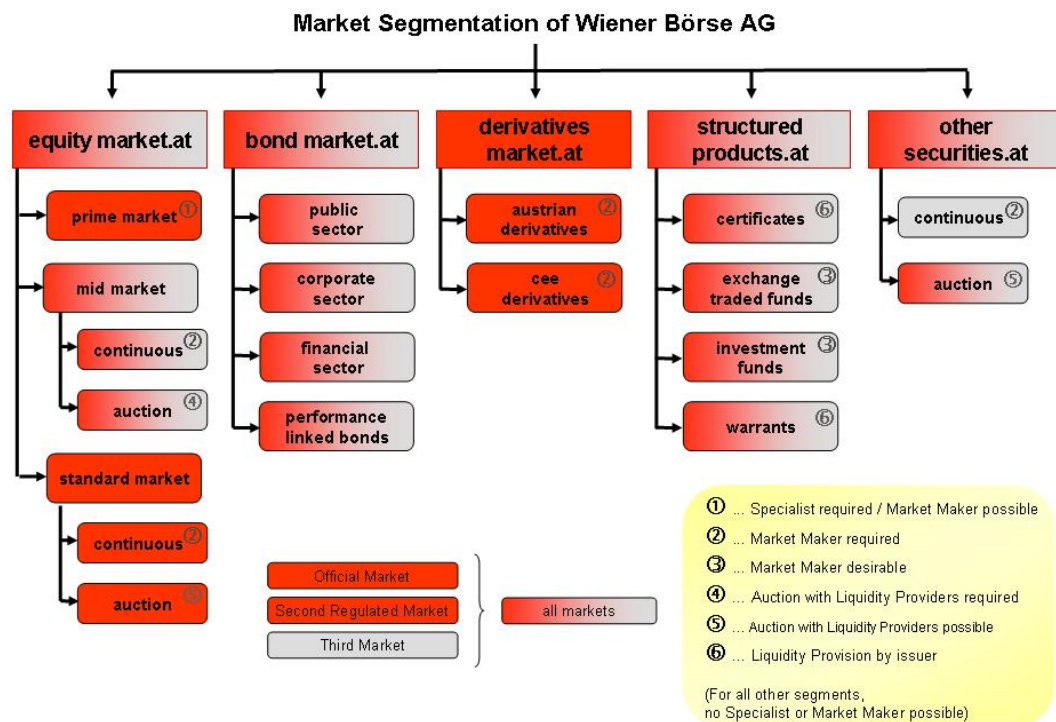 Market Segmentation of Wiener Börse AG
equity market.at
prime market ①
mid market
continuous ②
auction ④
standard market
continuous ②
auction ⑤
bond market.at
public
sector
corporate
sector
financial
sector
performance
linked bonds
derivatives
market.at
austrian ②
derivatives
cee ②
derivatives
structured
products.at
certificates ⑥
exchange ③
traded funds
investment ③
funds
warrants ⑥
other
securities.at
continuous ②
auction ⑤
Official Market
Second Regulated Market
Third Market
all markets
① ... Specialist required / Market Maker possible
② ... Market Maker required
③ ... Market Maker desirable
④ ... Auction with Liquidity Providers required
⑤ ... Auction with Liquidity Providers possible
⑥ ... Liquidity Provision by issuer
(For all other segments,
no Specialist or Market Maker possible)